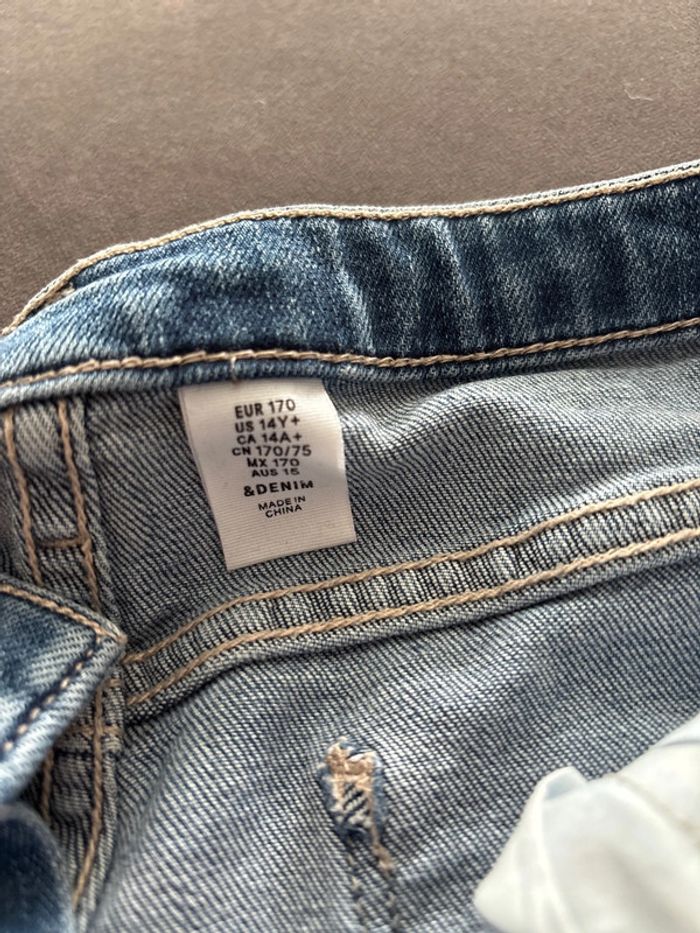 EUR 170
US 14Y+
CA 14A+
CN 170/75
MX 170
AUS 15
&DENIM
MADE IN
CHINA